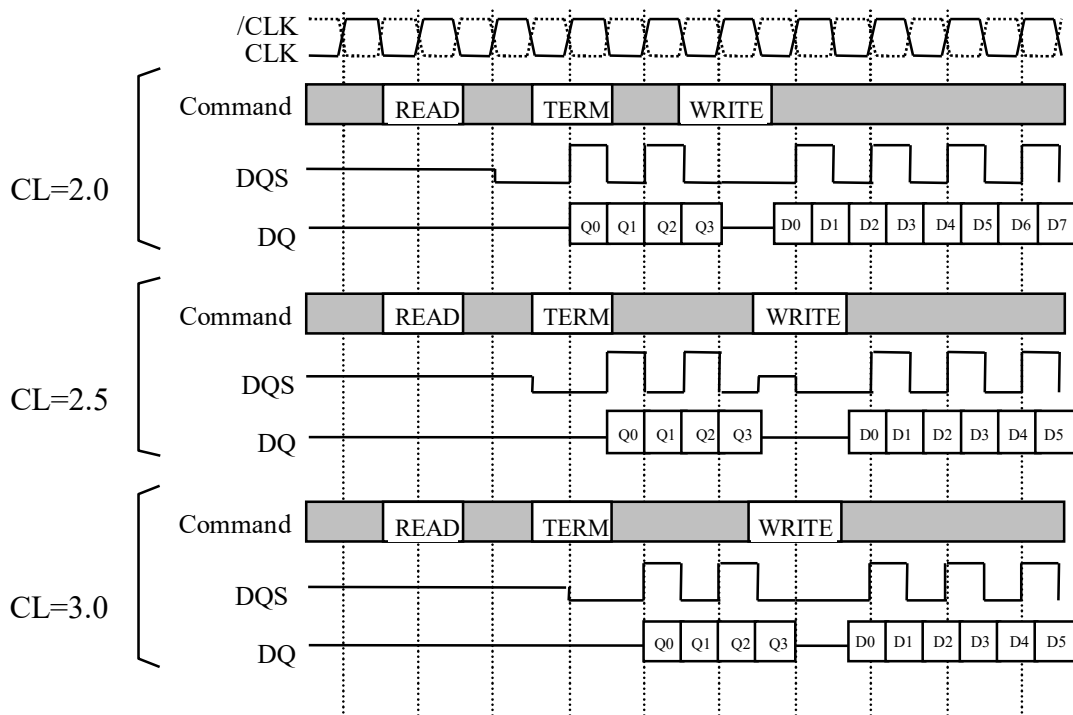 /CLK
CLK
Command READ TERM WRITE
DQS
CL=2.0
DQ Q0 Q1 Q2 Q3 D0 D1 D2 D3 D4 D5 D6 D7
Command READ TERM WRITE
DQS
CL=2.5
DQ Q0 Q1 Q2 Q3 D0 D1 D2 D3 D4 D5
Command READ TERM WRITE
DQS
CL=3.0
DQ Q0 Q1 Q2 Q3 D0 D1 D2 D3 D4 D5